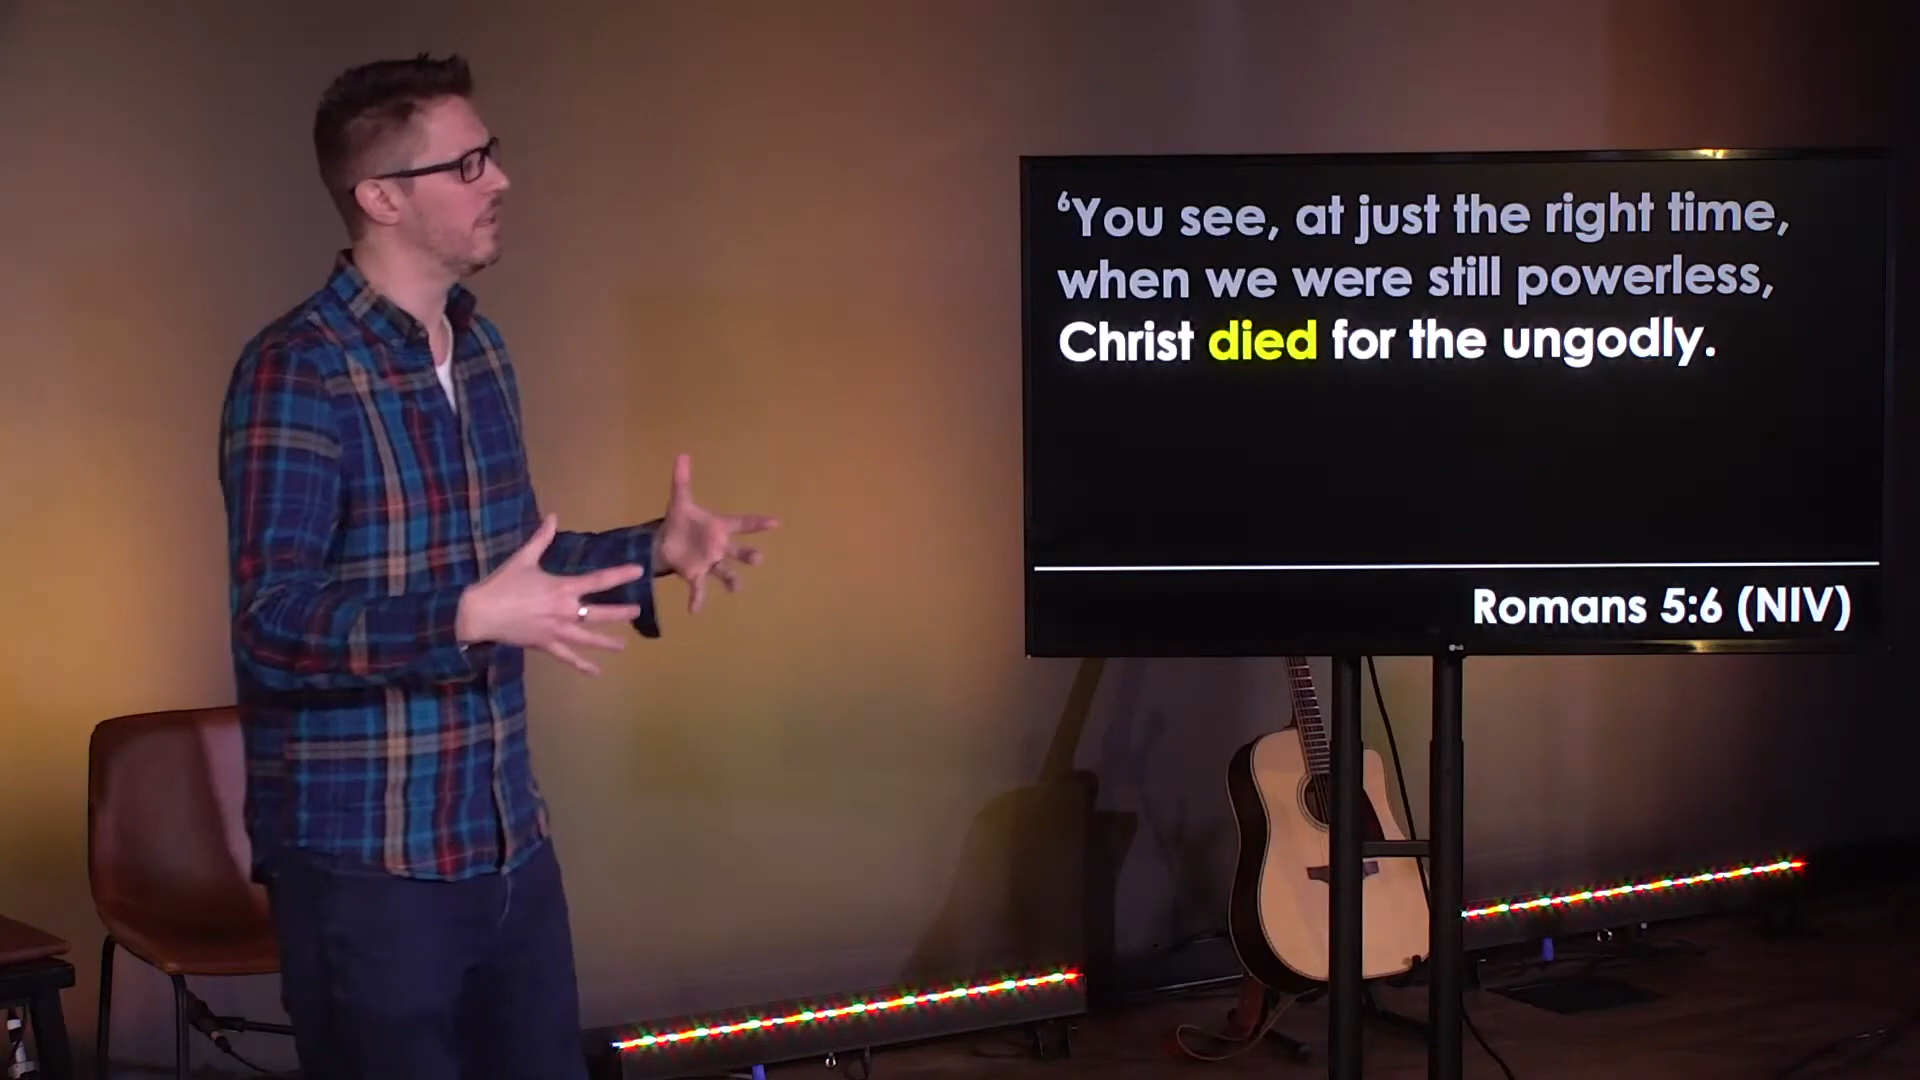 ⁶You see, at just the right time,
when we were still powerless,
Christ died for the ungodly.
Romans 5:6 (NIV)
LG